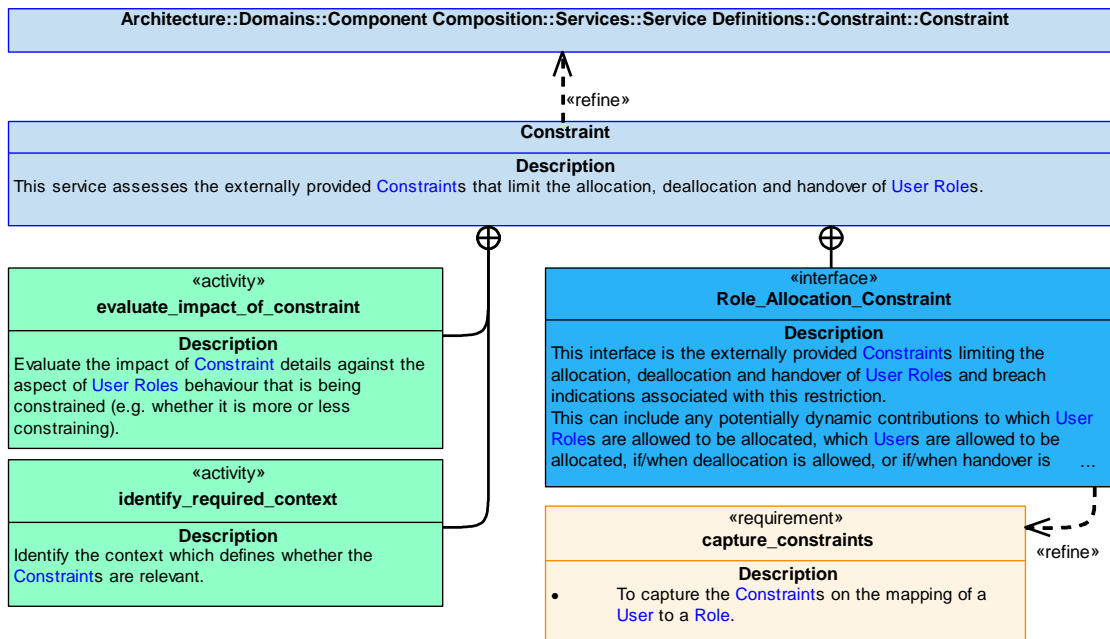 Architecture::Domains::Component Composition::Services::Service Definitions::Constraint::Constraint
«refine»
Constraint
Description
This service assesses the externally provided Constraints that limit the allocation, deallocation and handover of User Roles.
«activity»
evaluate_impact_of_constraint
Description
Evaluate the impact of Constraint details against the
aspect of User Roles behaviour that is being
constrained (e.g. whether it is more or less
constraining).
«activity»
identify_required_context
Description
Identify the context which defines whether the
Constraints are relevant.
«interface»
Role_Allocation_Constraint
Description
This interface is the externally provided Constraints limiting the
allocation, deallocation and handover of User Roles and breach
indications associated with this restriction.
This can include any potentially dynamic contributions to which User
Roles are allowed to be allocated, which Users are allowed to be
allocated, if/when deallocation is allowed, or if/when handover is ...
«refine»
«requirement»
capture_constraints
Description
• To capture the Constraints on the mapping of a
User to a Role.